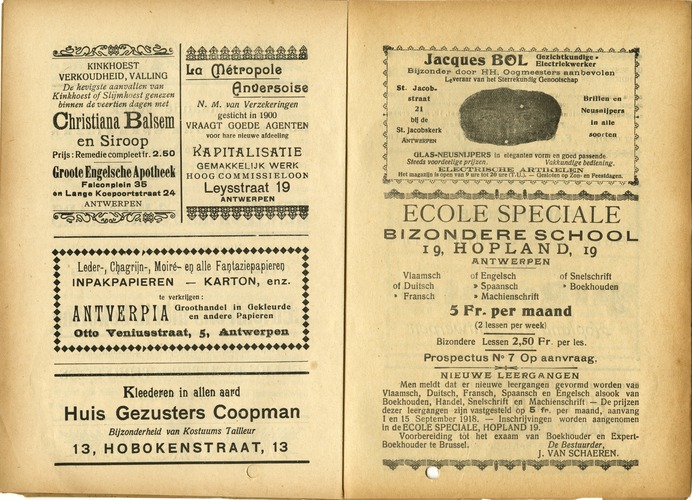 KINKHOEST
VERKOUDHEID, VALLING
De hevigste aanvallen van
Kinkhoest of Slijmhoest genezen
binnen de veertien dagen met
Christiana Balsem
en Siroop
Prijs: Remedie compleet fr. 2.50
Groote Engelsche Apotheek
Falconplein 35
en Lange Koepoortstraat 24
ANTWERPEN
La Métropole
Anversoise
N. M. van Verzekeringen
gesticht in 1900
VRAAGT GOEDE AGENTEN
voor hare nieuwe afdeeling
KAPITALISATIE
GEMAKKELIJK WERK
HOOG COMMISSIELOON
Leysstraat 19
ANTWERPEN
Leder-, Chagrijn-, Moiré- en alle Fantaziepapieren
INPAKPAPIEREN — KARTON, enz.
te verkrijgen:
ANTVERPIA Groothandel in Gekleurde
en andere Papieren
Otto Veniusstraat, 5, Antwerpen
Kleederen in allen aard
Huis Gezusters Coopman
Bijzonderheid van Kostuums Tailleur
13, HOBOKENSTRAAT, 13
Jacques BOL Gezichtkundige -
Electriekwerker
Bijzonder door HH. Oogmeesters aanbevolen
Leveraar van het Sterrekundig Genootschap
St. Jacob-
straat
21
bij de
St. Jacobskerk
ANTWERPEN
Brillen en
Neusnijpers
in alle
soorten
GLAS-NEUSNIJPERS in eleganten vorm en goed passende.
Steeds voordeelige prijzen. Vakkundige bediening.
ELECTRISCHE ARTIKELEN
Het magazijn is open van 9 ure tot 20 ure (T.U.). — Gesloten op Zon- en Feestdagen.
ECOLE SPECIALE
BIZONDERE SCHOOL
19, HOPLAND, 19
ANTWERPEN
Vlaamsch of Engelsch of Snelschrift
of Duitsch » Spaansch » Boekhouden
» Fransch » Machienschrift
5 Fr. per maand
(2 lessen per week)
Bizondere Lessen 2,50 Fr. per les.
Prospectus No 7 Op aanvraag.
NIEUWE LEERGANGEN
Men meldt dat er nieuwe leergangen gevormd worden van
Vlaamsch, Duitsch, Fransch, Spaansch en Engelsch alsook van
Boekhouden, Handel, Snelschrift en Machienschrift — De prijzen
dezer leergangen zijn vastgesteld op 5 fr. per maand, aanvang
1 en 15 September 1918. — Inschrijvingen worden aangenomen
in de ECOLE SPECIALE, HOPLAND 19.
Voorbereiding tot het exaam van Boekhouder en Expert-
Boekhouder te Brussel. De Bestuurder,
J. VAN SCHAEREN.